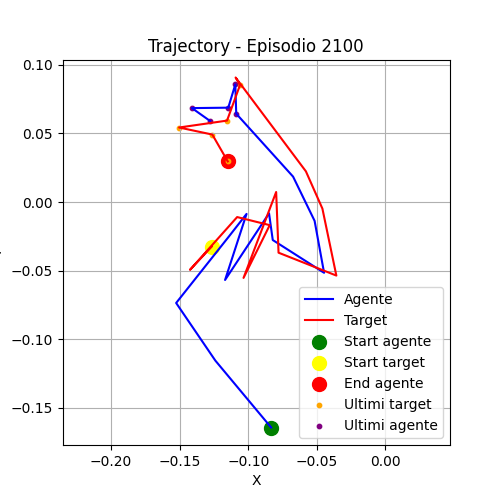 Trajectory - Episodio 2100
0.10
0.05
0.00
−0.05
−0.10
−0.15
−0.20
−0.15
−0.10
−0.05
0.00
X
Agente
Target
Start agente
Start target
End agente
Ultimi target
Ultimi agente